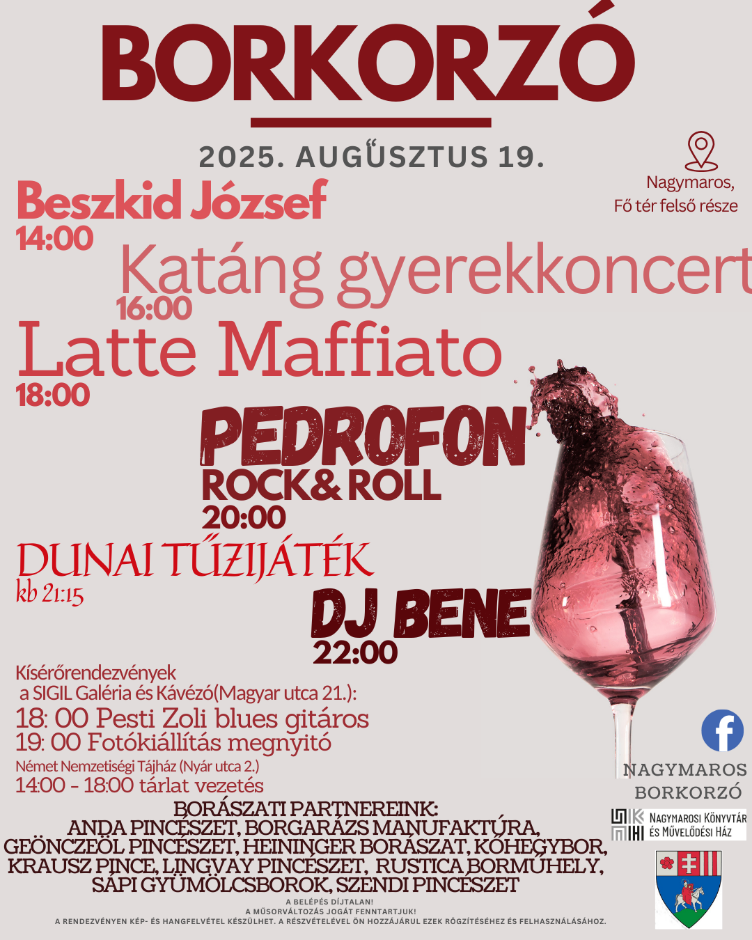 BORKORZÓ
2025. AUGUSZTUS 19.
Nagymaros,
Fő tér felső része
Beszkid József
14:00
Katáng gyerekkoncert
16:00
Latte Maffiato
18:00
PEDROFON
ROCK& ROLL
20:00
DUNAI TŰZIJÁTÉK
kb 21:15
DJ BENE
22:00
Kísérőrendezvények
a SIGIL Galéria és Kávézó(Magyar utca 21.):
18: 00 Pesti Zoli blues gitáros
19: 00 Fotókiállítás megnyitó
Német Nemzetiségi Tájház (Nyár utca 2.)
14:00 - 18:00 tárlat vezetés
NAGYMAROS
BORKORZÓ
Nagymarosi Könyvtár
és Művelődési Ház
BORÁSZATI PARTNEREINK:
ANDA PINCÉSZET, BORGARÁZS MANUFAKTÚRA,
GEÖNCZEÖL PINCÉSZET, HEININGER BORÁSZAT, KŐHEGYBOR,
KRAUSZ PINCE, LINGVAY PINCÉSZET, RUSTICA BORMŰHELY,
SÁPI GYÜMÖLCSBOROK, SZENDI PINCÉSZET
A BELÉPÉS DÍJTALAN!
A MŰSORVÁLTOZÁS JOGÁT FENNTARTJUK!
A RENDEZVÉNYEN KÉP- ÉS HANGFELVÉTEL KÉSZÜLHET. A RÉSZVÉTELÉVEL ÖN HOZZÁJÁRUL EZEK RÖGZÍTÉSÉHEZ ÉS FELHASZNÁLÁSÁHOZ.